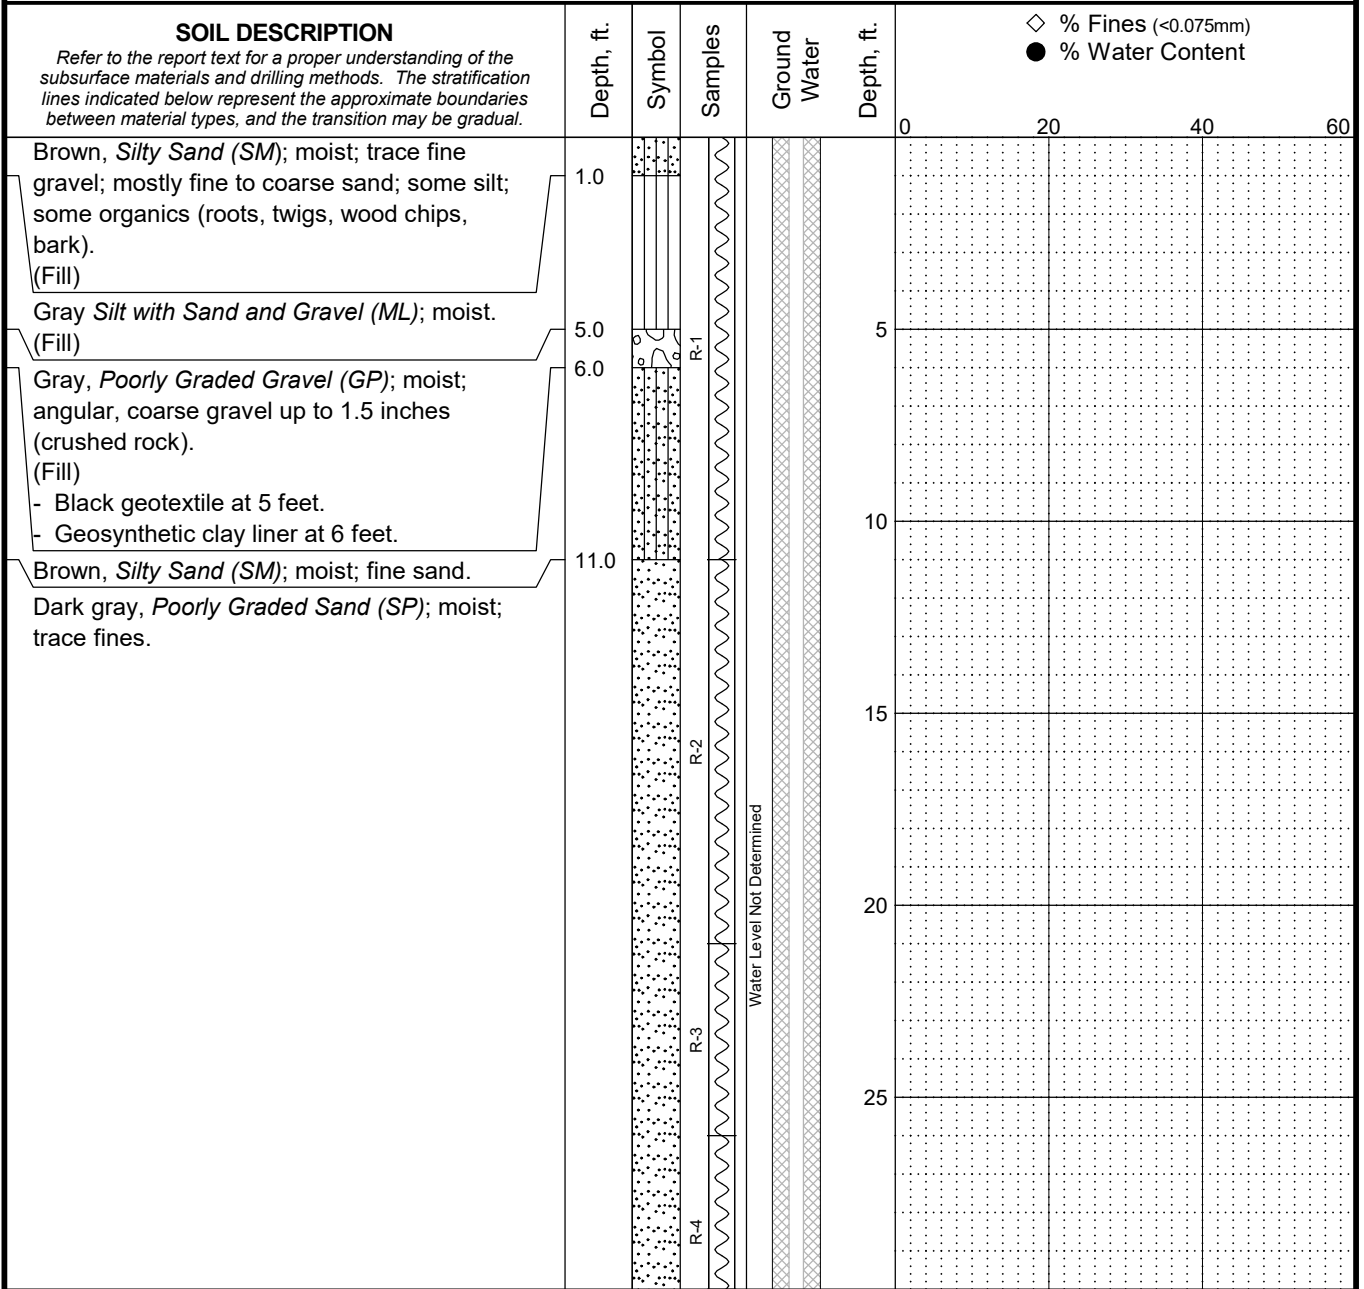 SOIL DESCRIPTION
Refer to the report text for a proper understanding of the
subsurface materials and drilling methods. The stratification
lines indicated below represent the approximate boundaries
between material types, and the transition may be gradual.
Depth, ft.
Symbol
Samples
Ground
Water
Depth, ft.
◇ % Fines (<0.075mm)
● % Water Content
0 20 40 60
Brown, Silty Sand (SM); moist; trace fine
gravel; mostly fine to coarse sand; some silt;
some organics (roots, twigs, wood chips,
bark).
(Fill)
1.0
Gray Silt with Sand and Gravel (ML); moist.
(Fill)
5.0
Gray, Poorly Graded Gravel (GP); moist;
angular, coarse gravel up to 1.5 inches
(crushed rock).
(Fill)
- Black geotextile at 5 feet.
- Geosynthetic clay liner at 6 feet.
6.0
Brown, Silty Sand (SM); moist; fine sand.
11.0
Dark gray, Poorly Graded Sand (SP); moist;
trace fines.
R-1
R-2
R-3
R-4
Water Level Not Determined
5
10
15
20
25